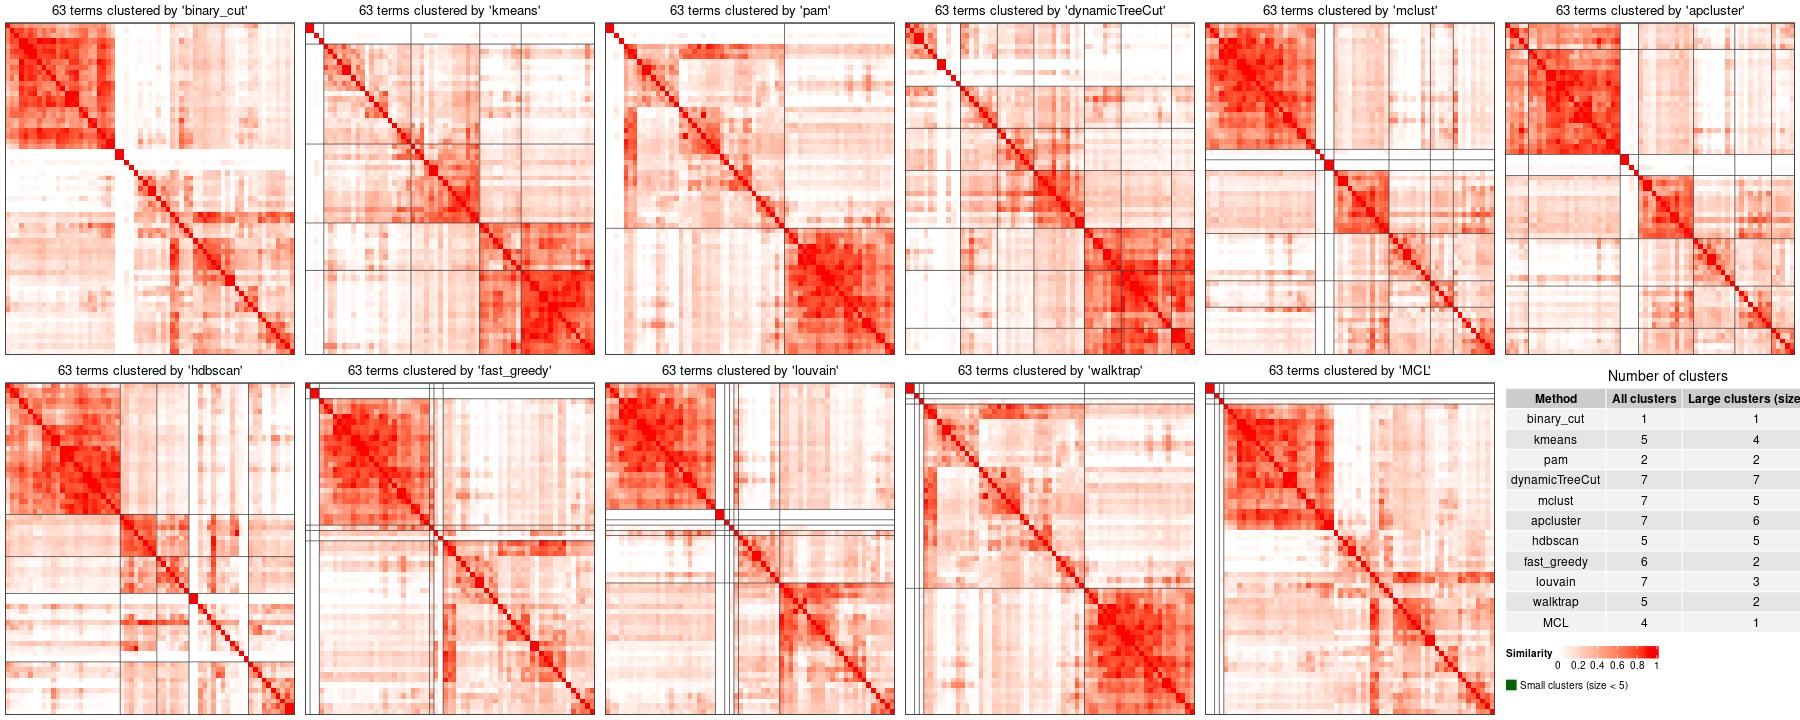 63 terms clustered by 'binary_cut'
63 terms clustered by 'kmeans'
63 terms clustered by 'pam'
63 terms clustered by 'dynamicTreeCut'
63 terms clustered by 'mclust'
63 terms clustered by 'apcluster'
63 terms clustered by 'hdbscan'
63 terms clustered by 'fast_greedy'
63 terms clustered by 'louvain'
63 terms clustered by 'walktrap'
63 terms clustered by 'MCL'
Number of clusters
Method All clusters Large clusters (size
binary_cut 1 1
kmeans 5 4
pam 2 2
dynamicTreeCut 7 7
mclust 7 5
apcluster 7 6
hdbscan 5 5
fast_greedy 6 2
louvain 7 3
walktrap 5 2
MCL 4 1
Similarity
0 0.2 0.4 0.6 0.8 1
Small clusters (size < 5)